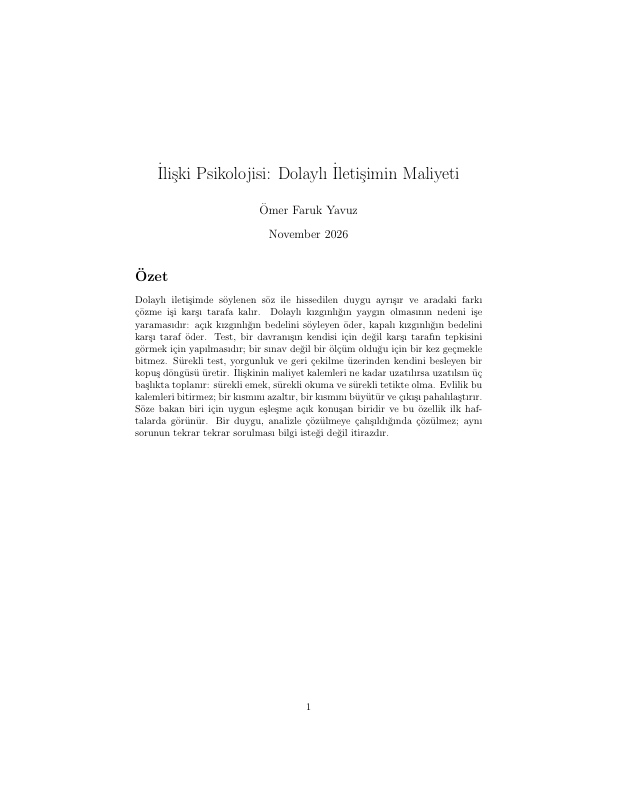 İlişki Psikolojisi: Dolaylı İletişimin Maliyeti
Ömer Faruk Yavuz
November 2026
Özet
Dolaylı iletişimde söylenen söz ile hissedilen duygu ayrışır ve aradaki farkı
çözme işi karşı tarafa kalır. Dolaylı kızgınlığın yaygın olmasının nedeni işe
yaramasıdır: açık kızgınlığın bedelini söyleyen öder, kapalı kızgınlığın bedelini
karşı taraf öder. Test, bir davranışın kendisi için değil karşı tarafın tepkisini
görmek için yapılmasıdır; bir sınav değil bir ölçüm olduğu için bir kez geçmekle
bitmez. Sürekli test, yorgunluk ve geri çekilme üzerinden kendini besleyen bir
kopuş döngüsü üretir. İlişkinin maliyet kalemleri ne kadar uzatılırsa uzatılsın üç
başlıkta toplanır: sürekli emek, sürekli okuma ve sürekli tetikte olma. Evlilik bu
kalemleri bitirmez; bir kısmını azaltır, bir kısmını büyütür ve çıkışı pahalılaştırır.
Söze bakan biri için uygun eşleşme açık konuşan biridir ve bu özellik ilk haf-
talarda görünür. Bir duygu, analizle çözülmeye çalışıldığında çözülmez; aynı
sorunun tekrar tekrar sorulması bilgi isteği değil itirazdır.
1